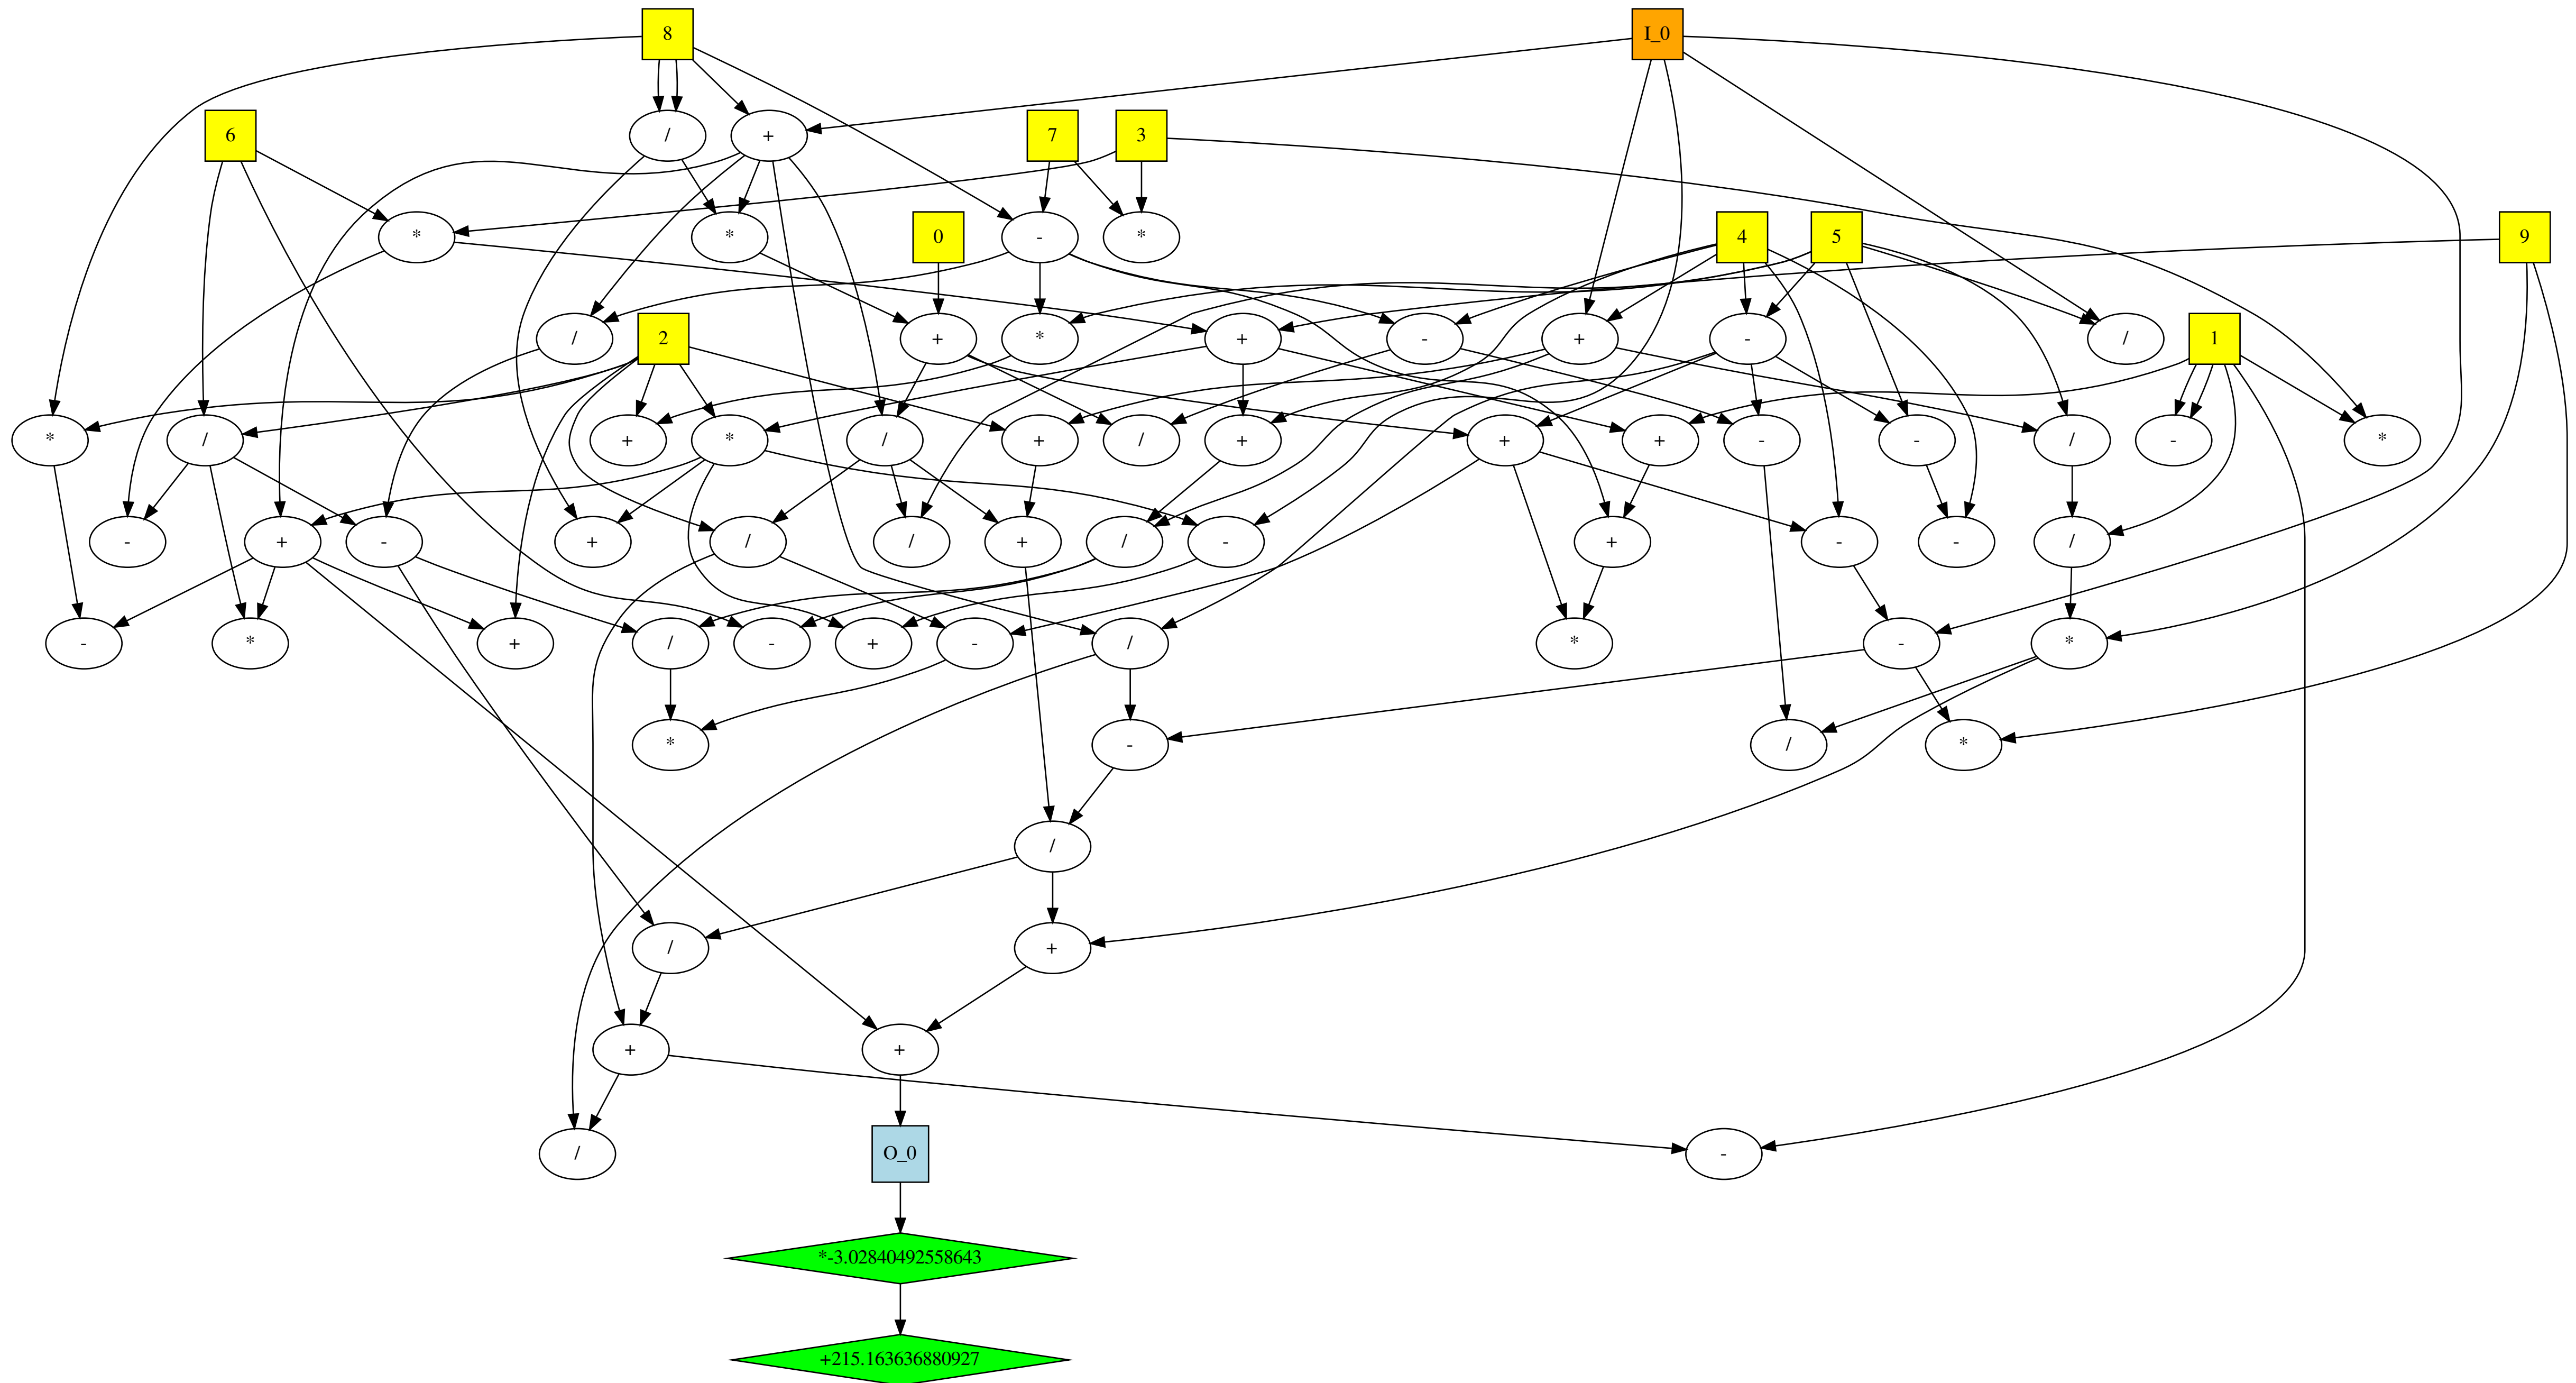 8 I_0
6 / + 7 3
* * 0 - * 4 5 9
/ 2 + * + - + - / 1
* / + * / + / + + + - - / - *
- + - + / / + / - + - - /
- * + / - + - / * - *
* - / *
/
/ +
+ +
/ O_0 -
*-3.02840492558643
+215.163636880927